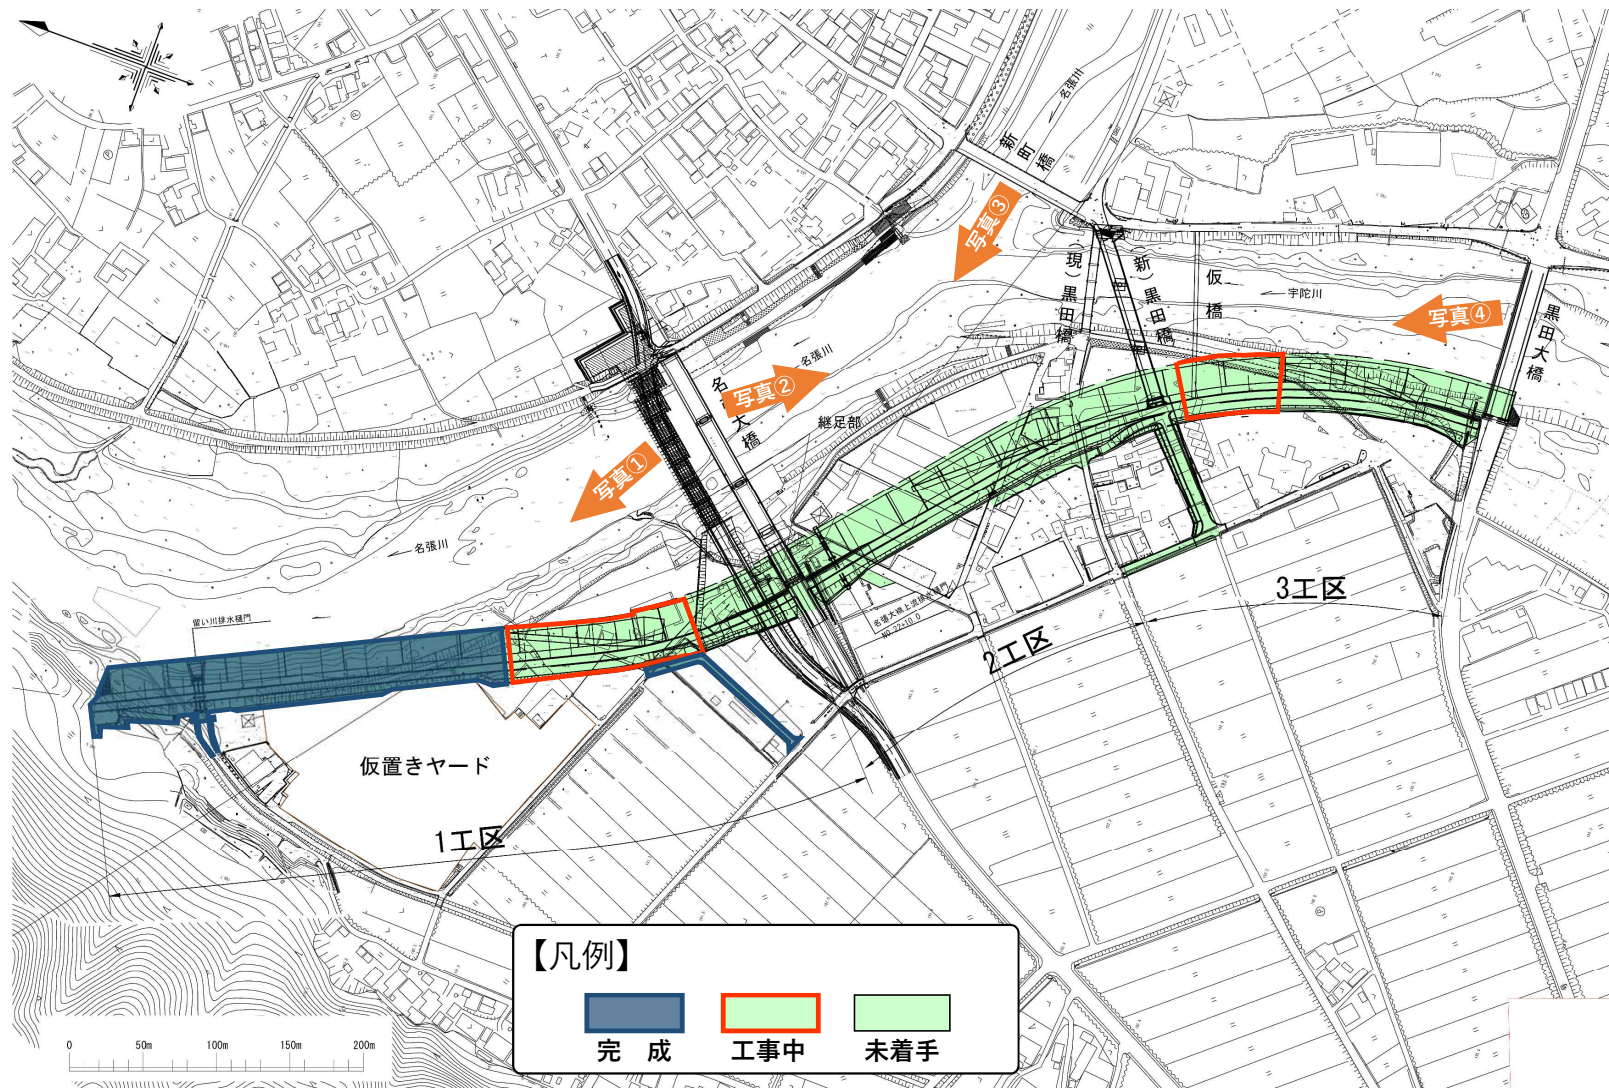 名張川
新町橋
写真③
現）黒田橋
新）黒田橋
仮橋
宇陀川
写真④
黒田大橋
名張川
写真②
継足部
写真①
名張川
留い川排水樋門
NO.22+10.0
3工区
2工区
仮置きヤード
1工区
【凡例】
完　成
工事中
未着手
0 50m 100m 150m 200m